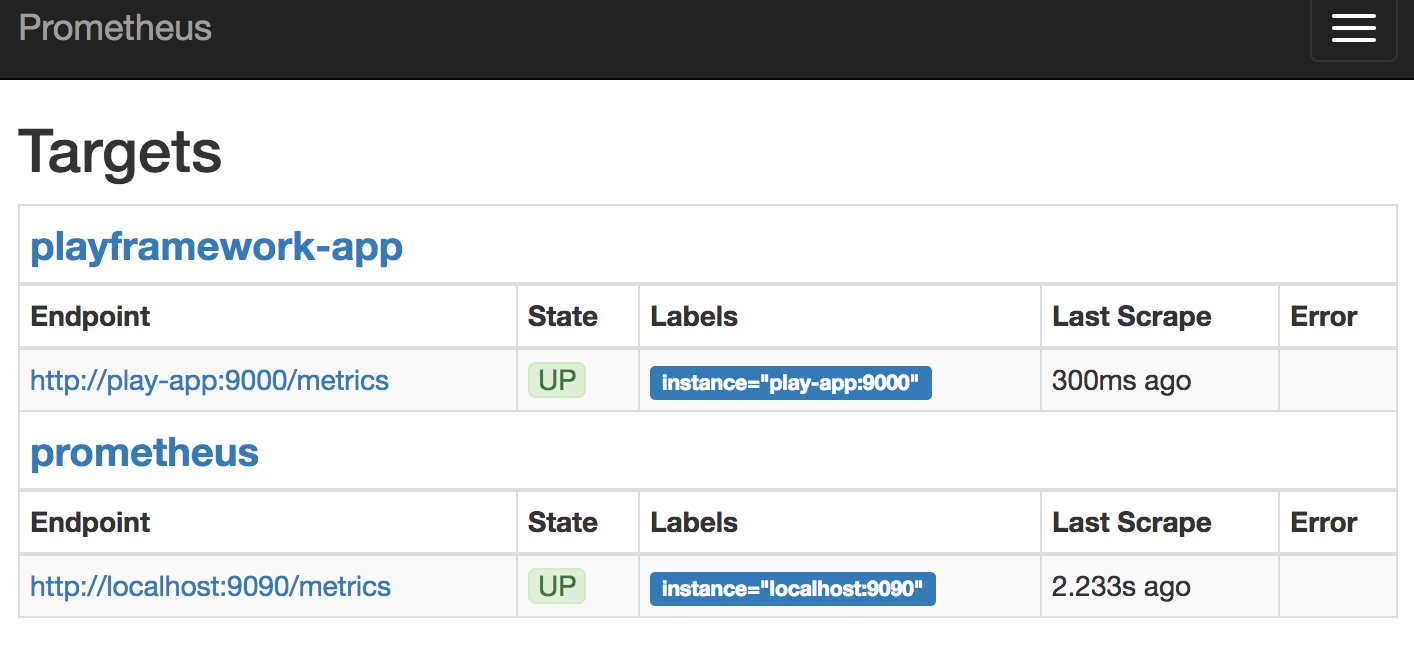 Prometheus
Targets
playframework-app
Endpoint State Labels Last Scrape Error
http://play-app:9000/metrics UP instance="play-app:9000" 300ms ago
prometheus
Endpoint State Labels Last Scrape Error
http://localhost:9090/metrics UP instance="localhost:9090" 2.233s ago